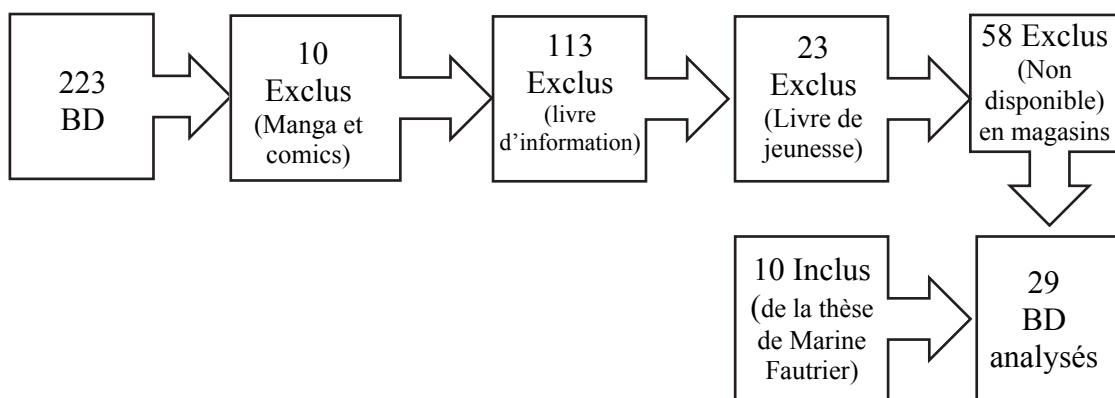 223
BD
10
Exclus
(Manga et
comics)
113
Exclus
(livre
d’information)
23
Exclus
(Livre de
jeunesse)
58 Exclus
(Non
disponible)
en magasins
10 Inclus
(de la thèse
de Marine
Fautrier)
29
BD
analysés